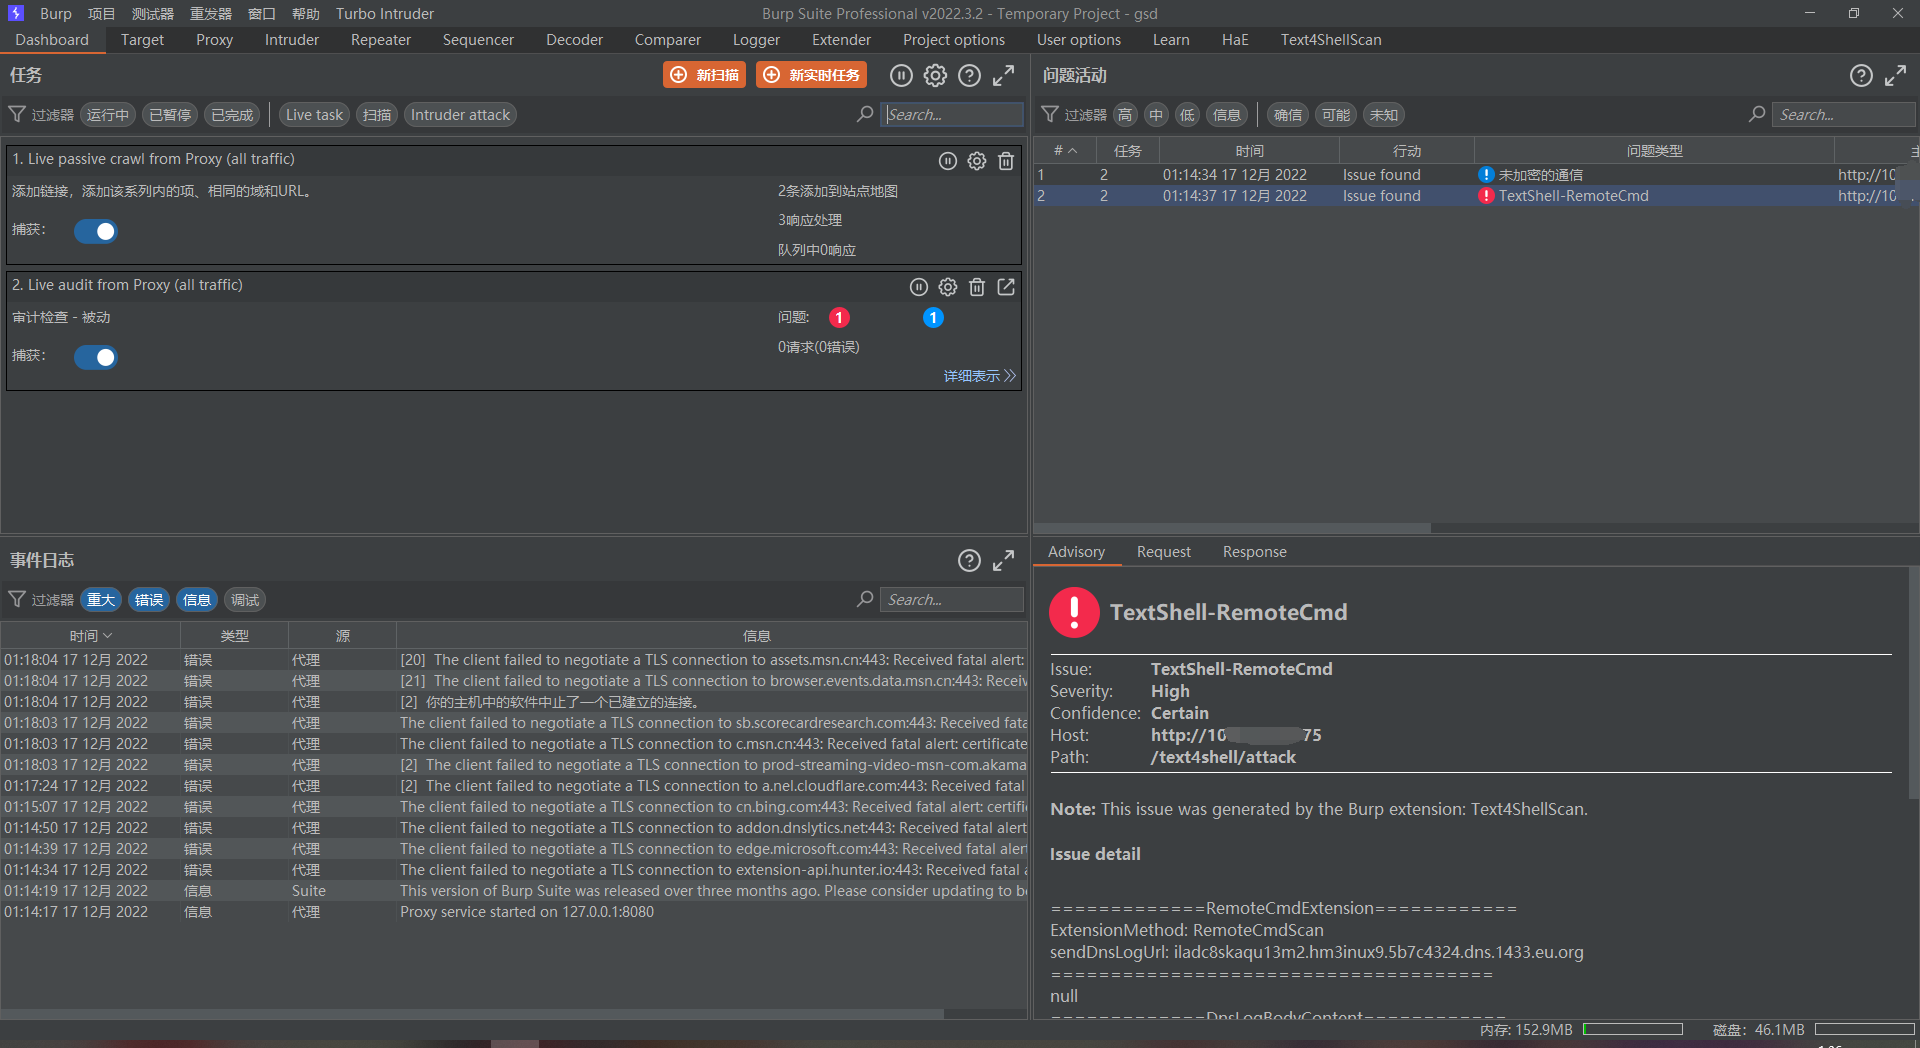 Burp 项目 测试器 重发器 窗口 帮助 Turbo Intruder
Burp Suite Professional v2022.3.2 - Temporary Project - gsd
Dashboard Target Proxy Intruder Repeater Sequencer Decoder Comparer Logger Extender Project options User options Learn HaE Text4ShellScan
任务
新扫描 新实时任务
过滤器 运行中 已暂停 已完成 Live task 扫描 Intruder attack
Search...
1. Live passive crawl from Proxy (all traffic)
添加链接，添加该系列内的项、相同的域和URL。
2条添加到站点地图
3响应处理
捕获：
队列中0响应
2. Live audit from Proxy (all traffic)
审计检查 - 被动
问题: 1 1
0请求(0错误)
捕获：
详细表示
问题活动
过滤器 高 中 低 信息 确信 可能 未知
Search...
# 任务 时间 行动 问题类型
1 2 01:14:34 17 12月 2022 Issue found 未加密的通信 http://10
2 2 01:14:37 17 12月 2022 Issue found TextShell-RemoteCmd http://10
事件日志
过滤器 重大 错误 信息 调试
Search...
时间 类型 源 信息
01:18:04 17 12月 2022 错误 代理 [20] The client failed to negotiate a TLS connection to assets.msn.cn:443: Received fatal alert:
01:18:04 17 12月 2022 错误 代理 [21] The client failed to negotiate a TLS connection to browser.events.data.msn.cn:443: Receiv
01:18:04 17 12月 2022 错误 代理 [2] 你的主机中的软件中止了一个已建立的连接。
01:18:03 17 12月 2022 错误 代理 The client failed to negotiate a TLS connection to sb.scorecardresearch.com:443: Received fata
01:18:03 17 12月 2022 错误 代理 The client failed to negotiate a TLS connection to c.msn.cn:443: Received fatal alert: certificate
01:18:03 17 12月 2022 错误 代理 [2] The client failed to negotiate a TLS connection to prod-streaming-video-msn-com.akama
01:17:24 17 12月 2022 错误 代理 [2] The client failed to negotiate a TLS connection to a.nel.cloudflare.com:443: Received fatal
01:15:07 17 12月 2022 错误 代理 The client failed to negotiate a TLS connection to cn.bing.com:443: Received fatal alert: certifi
01:14:50 17 12月 2022 错误 代理 The client failed to negotiate a TLS connection to addon.dnslytics.net:443: Received fatal alert
01:14:39 17 12月 2022 错误 代理 The client failed to negotiate a TLS connection to edge.microsoft.com:443: Received fatal aler
01:14:34 17 12月 2022 错误 代理 The client failed to negotiate a TLS connection to extension-api.hunter.io:443: Received fatal a
01:14:19 17 12月 2022 信息 Suite This version of Burp Suite was released over three months ago. Please consider updating to be
01:14:17 17 12月 2022 信息 代理 Proxy service started on 127.0.0.1:8080
Advisory Request Response
TextShell-RemoteCmd
Issue: TextShell-RemoteCmd
Severity: High
Confidence: Certain
Host: http://10 75
Path: /text4shell/attack
Note: This issue was generated by the Burp extension: Text4ShellScan.
Issue detail
=============RemoteCmdExtension============
ExtensionMethod: RemoteCmdScan
sendDnsLogUrl: iladc8skaqu13m2.hm3inux9.5b7c4324.dns.1433.eu.org
=====================================
null
=============DnsLogBodyContent============
内存: 152.9MB 磁盘: 46.1MB